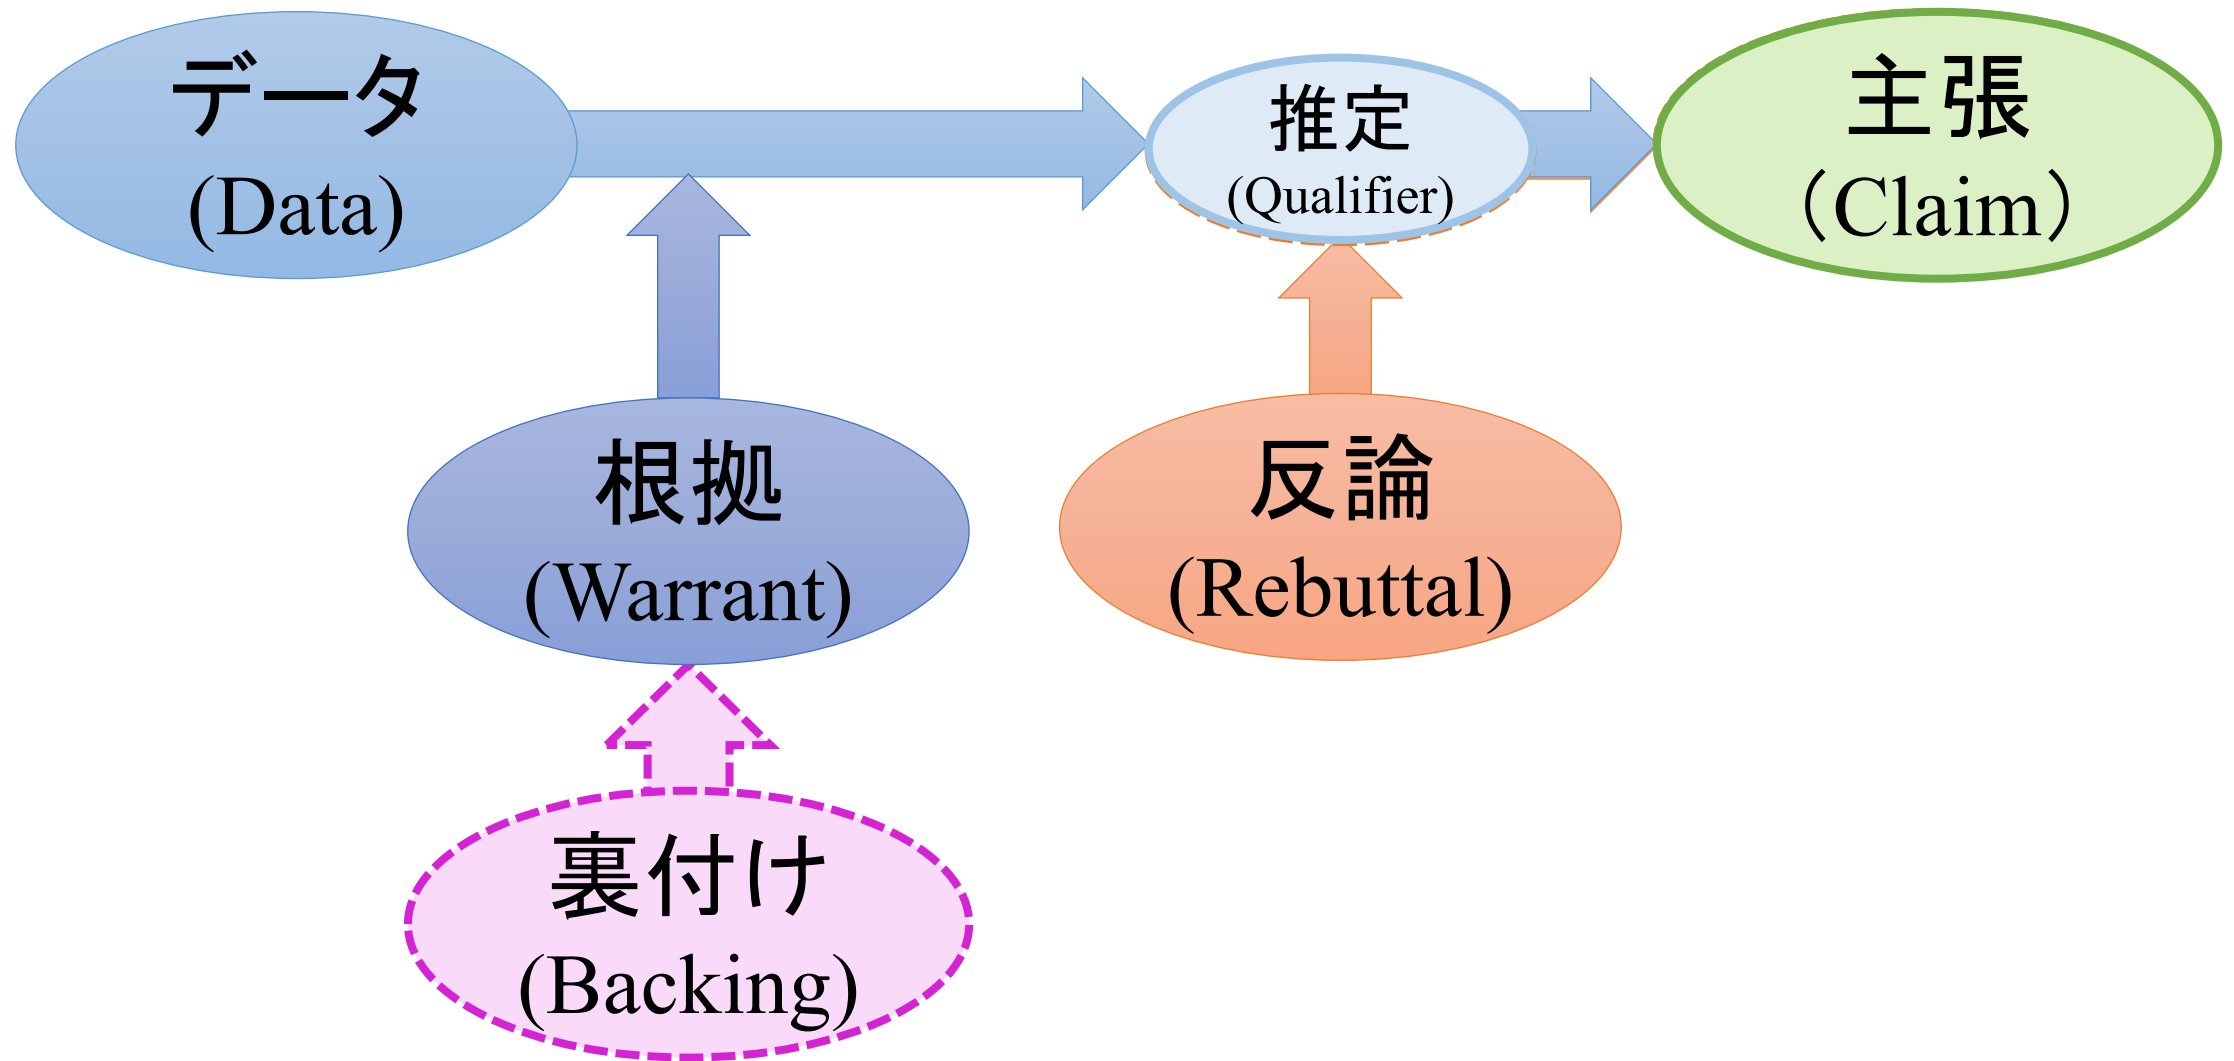 データ
(Data)
推定
(Qualifier)
主張
（Claim）
根拠
(Warrant)
反論
(Rebuttal)
裏付け
(Backing)